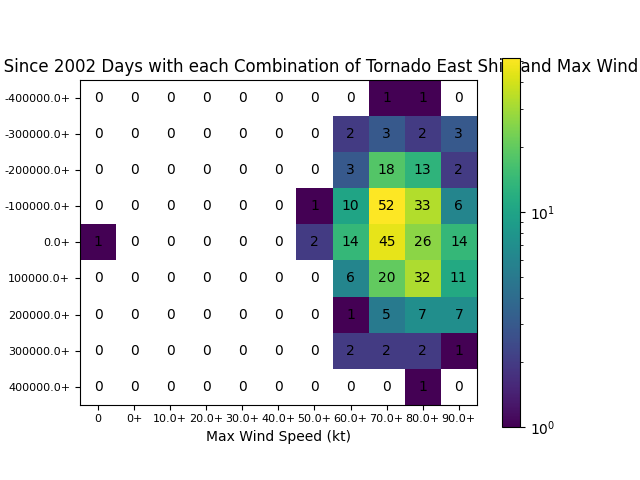 Since 2002 Days with each Combination of Tornado East Shift and Max Wind
-400000.0+ 0 0 0 0 0 0 0 0 1 1 0
-300000.0+ 0 0 0 0 0 0 0 2 3 2 3
-200000.0+ 0 0 0 0 0 0 0 3 18 13 2
-100000.0+ 0 0 0 0 0 0 1 10 52 33 6
0.0+ 1 0 0 0 0 0 2 14 45 26 14
100000.0+ 0 0 0 0 0 0 0 6 20 32 11
200000.0+ 0 0 0 0 0 0 0 1 5 7 7
300000.0+ 0 0 0 0 0 0 0 2 2 2 1
400000.0+ 0 0 0 0 0 0 0 0 0 1 0
0 0+ 10.0+ 20.0+ 30.0+ 40.0+ 50.0+ 60.0+ 70.0+ 80.0+ 90.0+
Max Wind Speed (kt)
10¹
10⁰